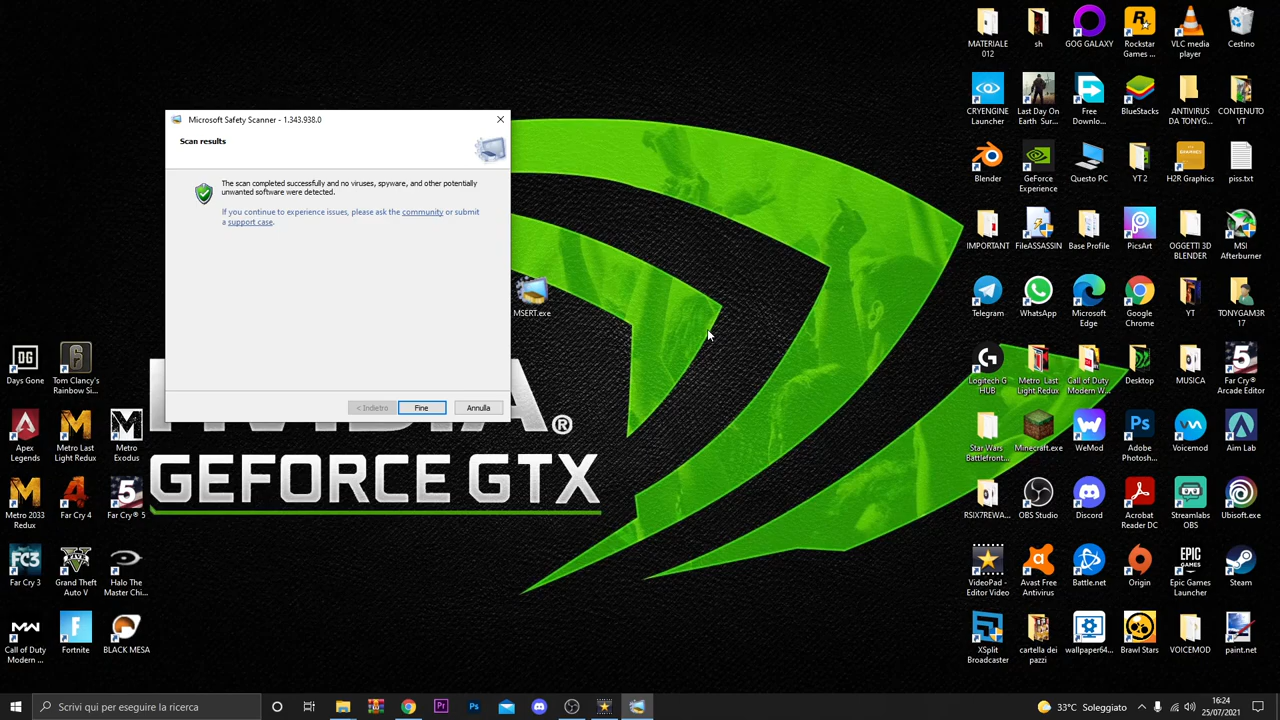 Microsoft Safety Scanner - 1.343.938.0
Scan results
The scan completed successfully and no viruses, spyware, and other potentially
unwanted software were detected.
If you continue to experience issues, please ask the community or submit
a support case.
< Indietro
Fine
Annulla
MSERT.exe
NVIDIA®
GEFORCE GTX
Days Gone
Tom Clancy's
Rainbow Si...
Apex
Legends
Metro Last
Light Redux
Metro
Exodus
Metro 2033
Redux
Far Cry 4
Far Cry® 5
Far Cry 3
Grand Theft
Auto V
Halo The
Master Chi...
Call of Duty
Modern ...
Fortnite
BLACK MESA
MATERIALE
012
sh
GOG GALAXY
Rockstar
Games ...
VLC media
player
Cestino
CRYENGINE
Launcher
Last Day On
Earth Sur...
Free
Downlo...
BlueStacks
ANTIVIRUS
DA TONYG...
CONTENUTO
YT
Blender
GeForce
Experience
Questo PC
YT 2
H2R Graphics
piss.txt
IMPORTANT
FileASSASSIN
Base Profile
PicsArt
OGGETTI 3D
BLENDER
MSI
Afterburner
Telegram
WhatsApp
Microsoft
Edge
Google
Chrome
YT
TONYGAM3R
17
Logitech G
HUB
Metro Last
Light Redux
Call of Duty
Modern W...
Desktop
MUSICA
Far Cry®
Arcade Editor
Star Wars
Battlefront...
Minecraft.exe
WeMod
Adobe
Photosh...
Voicemod
Aim Lab
RSIX7REWA...
OBS Studio
Discord
Acrobat
Reader DC
Streamlabs
OBS
Ubisoft.exe
VideoPad -
Editor Video
Avast Free
Antivirus
Battle.net
Origin
Epic Games
Launcher
Steam
XSplit
Broadcaster
cartella dei
pazzi
wallpaper64...
Brawl Stars
VOICEMOD
paint.net
Scrivi qui per eseguire la ricerca
33°C Soleggiato
16:24
25/07/2021